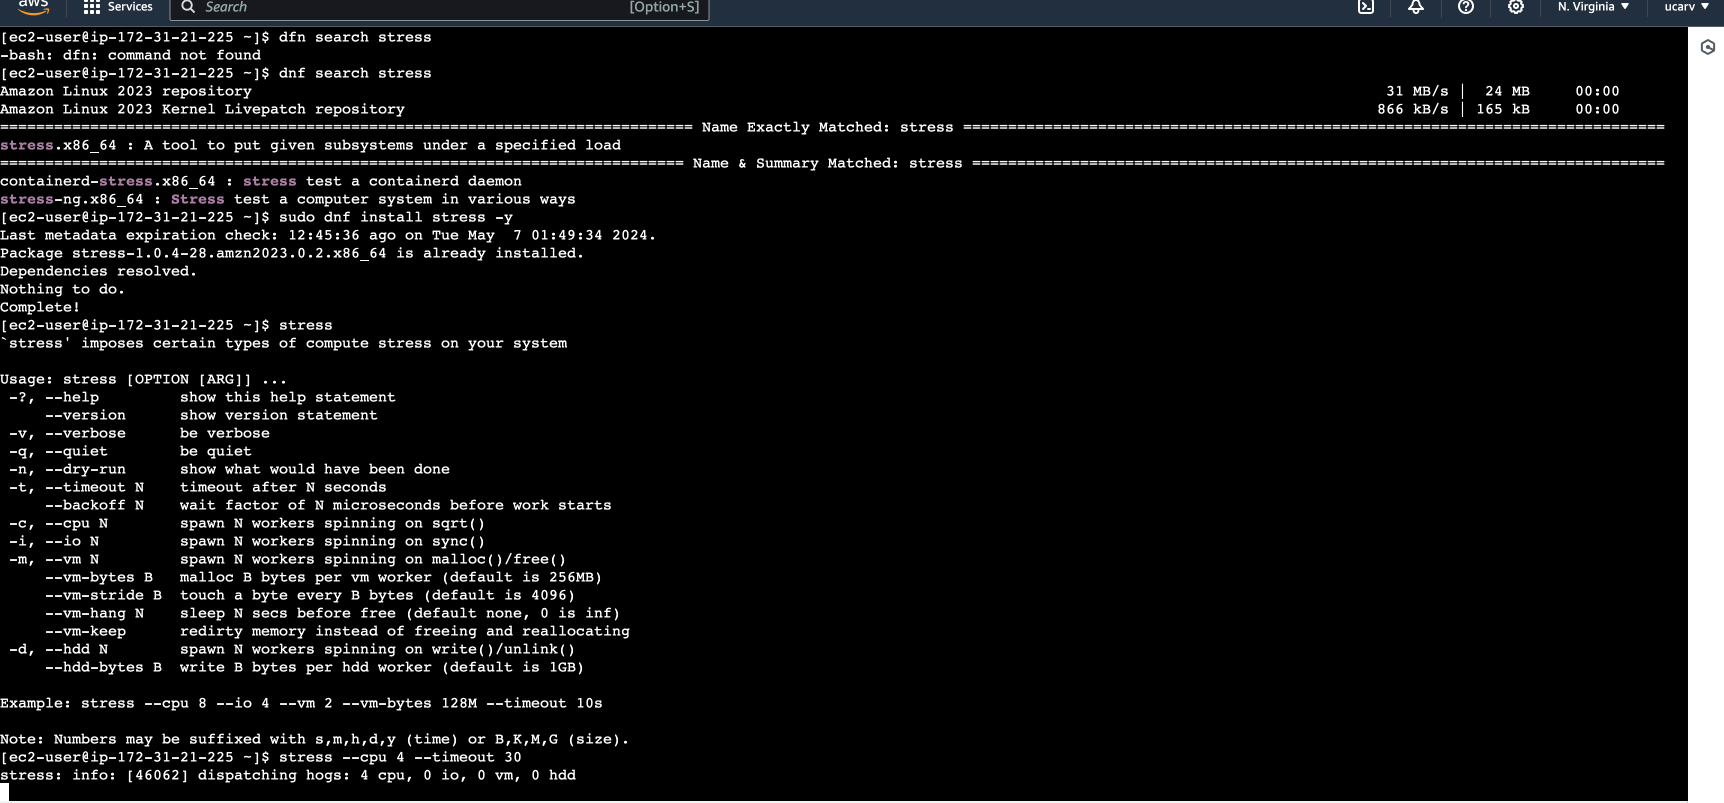 aws
Services
Search
[Option+S]
N. Virginia ▼
ucarv ▼
[ec2-user@ip-172-31-21-225 ~]$ dfn search stress
-bash: dfn: command not found
[ec2-user@ip-172-31-21-225 ~]$ dnf search stress
Amazon Linux 2023 repository 31 MB/s | 24 MB 00:00
Amazon Linux 2023 Kernel Livepatch repository 866 kB/s | 165 kB 00:00
============================================================================= Name Exactly Matched: stress ==============================================================================
stress.x86_64 : A tool to put given subsystems under a specified load
============================================================================ Name & Summary Matched: stress =============================================================================
containerd-stress.x86_64 : stress test a containerd daemon
stress-ng.x86_64 : Stress test a computer system in various ways
[ec2-user@ip-172-31-21-225 ~]$ sudo dnf install stress -y
Last metadata expiration check: 12:45:36 ago on Tue May  7 01:49:34 2024.
Package stress-1.0.4-28.amzn2023.0.2.x86_64 is already installed.
Dependencies resolved.
Nothing to do.
Complete!
[ec2-user@ip-172-31-21-225 ~]$ stress
`stress' imposes certain types of compute stress on your system
Usage: stress [OPTION [ARG]] ...
 -?, --help         show this help statement
     --version      show version statement
 -v, --verbose      be verbose
 -q, --quiet        be quiet
 -n, --dry-run      show what would have been done
 -t, --timeout N    timeout after N seconds
     --backoff N    wait factor of N microseconds before work starts
 -c, --cpu N        spawn N workers spinning on sqrt()
 -i, --io N         spawn N workers spinning on sync()
 -m, --vm N         spawn N workers spinning on malloc()/free()
     --vm-bytes B   malloc B bytes per vm worker (default is 256MB)
     --vm-stride B  touch a byte every B bytes (default is 4096)
     --vm-hang N    sleep N secs before free (default none, 0 is inf)
     --vm-keep      redirty memory instead of freeing and reallocating
 -d, --hdd N        spawn N workers spinning on write()/unlink()
     --hdd-bytes B  write B bytes per hdd worker (default is 1GB)
Example: stress --cpu 8 --io 4 --vm 2 --vm-bytes 128M --timeout 10s
Note: Numbers may be suffixed with s,m,h,d,y (time) or B,K,M,G (size).
[ec2-user@ip-172-31-21-225 ~]$ stress --cpu 4 --timeout 30
stress: info: [46062] dispatching hogs: 4 cpu, 0 io, 0 vm, 0 hdd